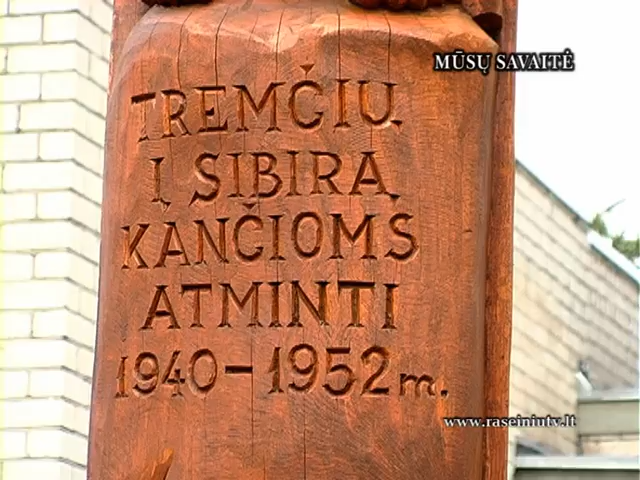 MŪSŲ SAVAITĖ
TREMČIŲ
Į SIBIRĄ
KANČIOMS
ATMINTI
1940-1952 m.
www.raseiniutv.lt